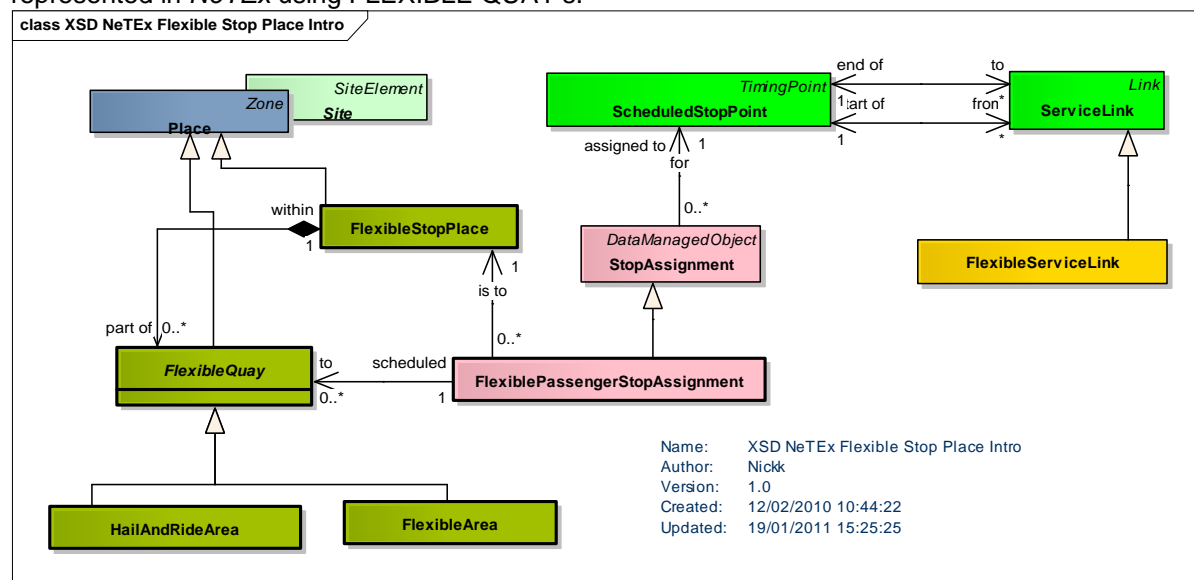 represented in NeTEx using FLEXIBLE QUAY s.
class XSD NeTEx Flexible Stop Place Intro
SiteElement
Site
Zone
Place
TimingPoint
ScheduledStopPoint
end of
to
1
*
art of
fron
1
*
Link
ServiceLink
assigned to
1
for
0..*
within
1
FlexibleStopPlace
DataManagedObject
StopAssignment
FlexibleServiceLink
1
is to
0..*
part of
0..*
FlexibleQuay
to
0..*
scheduled
1
FlexiblePassengerStopAssignment
HailAndRideArea
FlexibleArea
Name: XSD NeTEx Flexible Stop Place Intro
Author: Nickk
Version: 1.0
Created: 12/02/2010 10:44:22
Updated: 19/01/2011 15:25:25